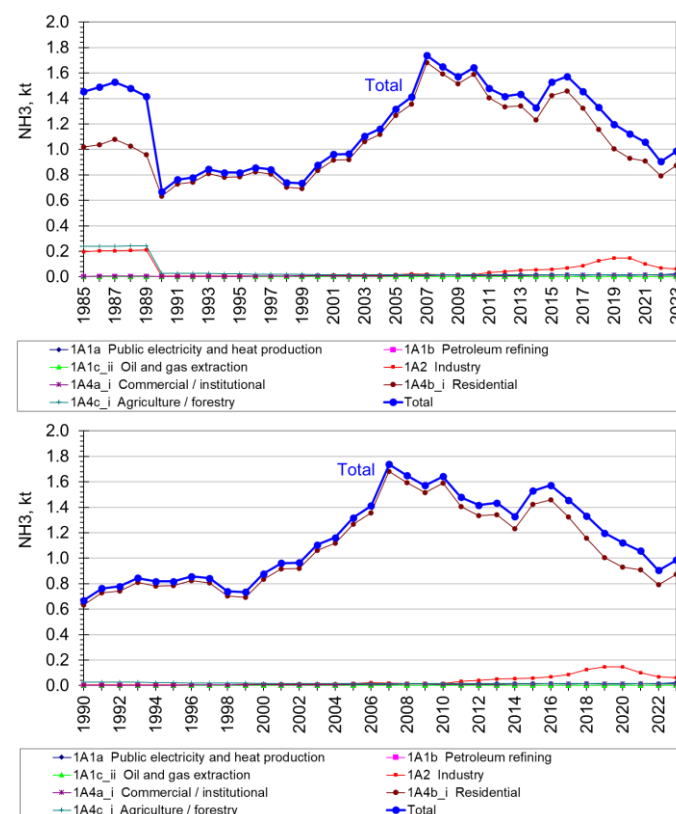 2.0
1.8
1.6
1.4
1.2
1.0
0.8
0.6
0.4
0.2
0.0
NH3, kt
Total
1985
1987
1989
1991
1993
1995
1997
1999
2001
2003
2005
2007
2009
2011
2013
2015
2017
2019
2021
2023
1A1a Public electricity and heat production
1A1b Petroleum refining
1A1c_ii Oil and gas extraction
1A2 Industry
1A4a_i Commercial / institutional
1A4b_i Residential
1A4c_i Agriculture / forestry
Total
2.0
1.8
1.6
1.4
1.2
1.0
0.8
0.6
0.4
0.2
0.0
NH3, kt
Total
1990
1992
1994
1996
1998
2000
2002
2004
2006
2008
2010
2012
2014
2016
2018
2020
2022
1A1a Public electricity and heat production
1A1b Petroleum refining
1A1c_ii Oil and gas extraction
1A2 Industry
1A4a_i Commercial / institutional
1A4b_i Residential
1A4c_i Agriculture / forestry
Total